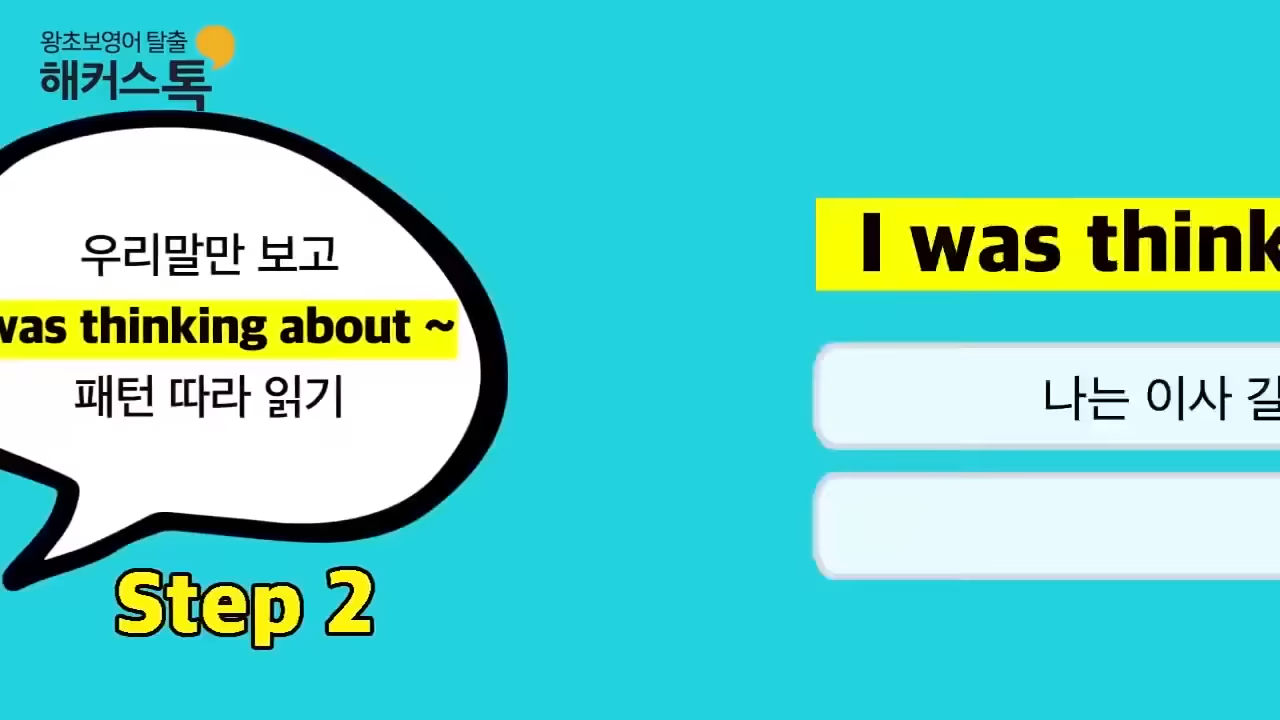 왕초보영어 탈출
해커스톡
우리말만 보고
was thinking about ~
패턴 따라 읽기
Step 2
I was think
나는 이사 갈